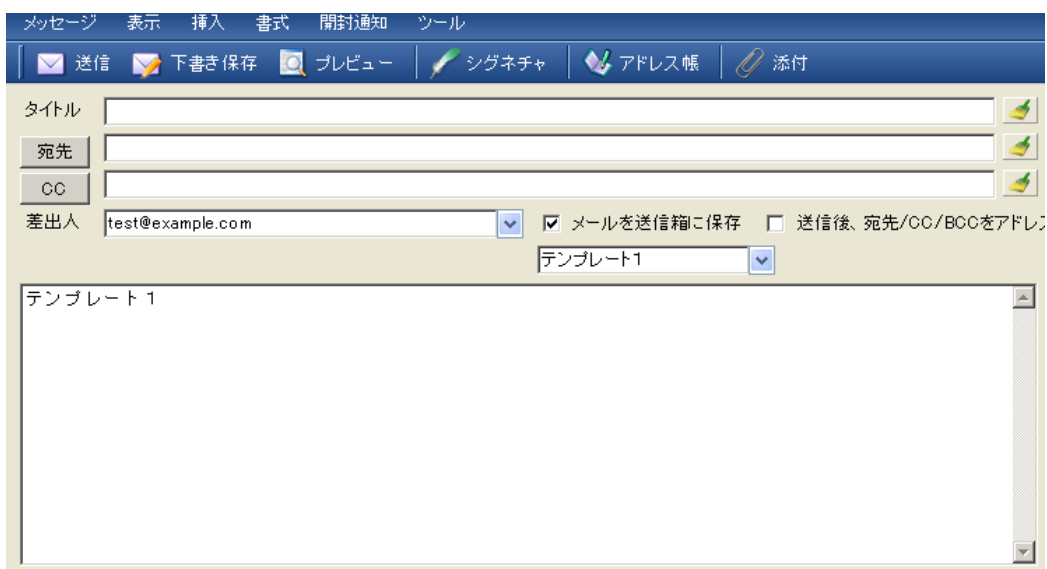 メッセージ 表示 挿入 書式 開封通知 ツール
送信 下書き保存 プレビュー シグネチャ アドレス帳 添付
タイトル
宛先
CC
差出人 test@example.com メールを送信箱に保存 送信後、宛先/CC/BCCをアドレ
テンプレート1
テンプレート1